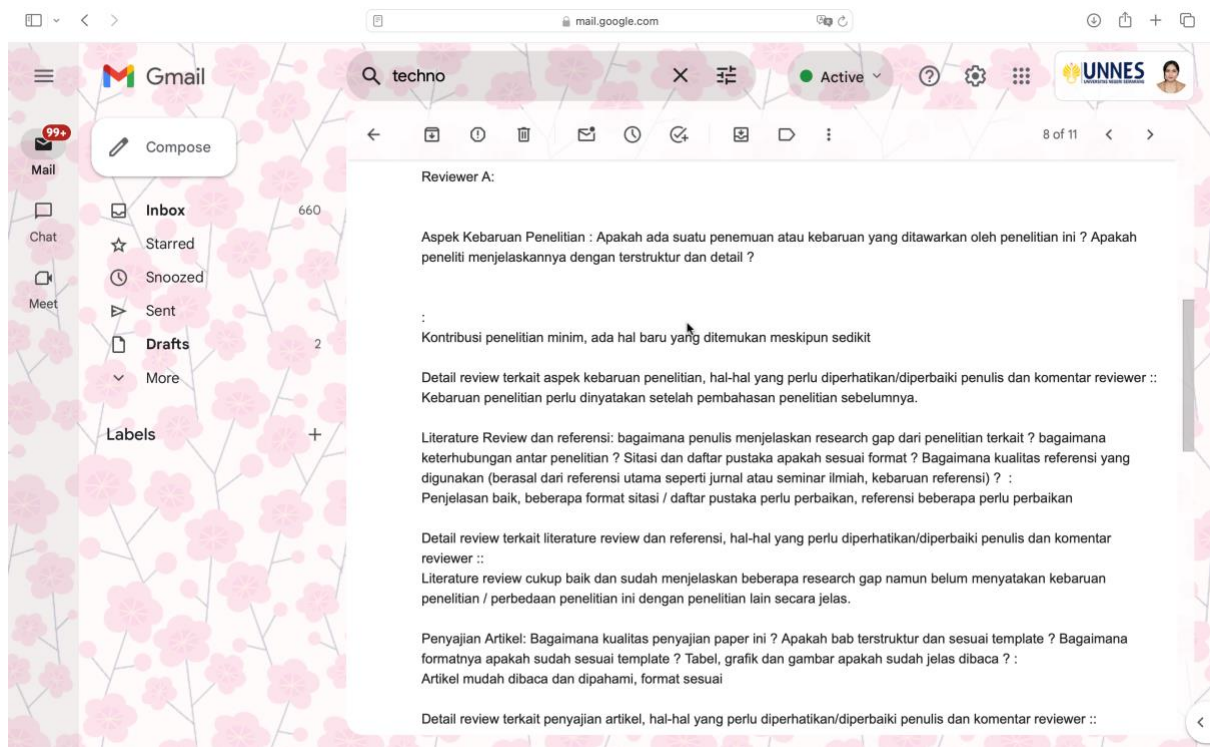 mail.google.com
Gmail
techno
Active
UNNES
UNIVERSITAS NEGERI SEMARANG
99+
Mail
Chat
Meet
Compose
Inbox 660
Starred
Snoozed
Sent
Drafts 2
More
Labels
8 of 11
Reviewer A:
Aspek Kebaruan Penelitian : Apakah ada suatu penemuan atau kebaruan yang ditawarkan oleh penelitian ini ? Apakah
peneliti menjelaskannya dengan terstruktur dan detail ?
:
Kontribusi penelitian minim, ada hal baru yang ditemukan meskipun sedikit
Detail review terkait aspek kebaruan penelitian, hal-hal yang perlu diperhatikan/diperbaiki penulis dan komentar reviewer ::
Kebaruan penelitian perlu dinyatakan setelah pembahasan penelitian sebelumnya.
Literature Review dan referensi: bagaimana penulis menjelaskan research gap dari penelitian terkait ? bagaimana
keterhubungan antar penelitian ? Sitasi dan daftar pustaka apakah sesuai format ? Bagaimana kualitas referensi yang
digunakan (berasal dari referensi utama seperti jurnal atau seminar ilmiah, kebaruan referensi) ? :
Penjelasan baik, beberapa format sitasi / daftar pustaka perlu perbaikan, referensi beberapa perlu perbaikan
Detail review terkait literature review dan referensi, hal-hal yang perlu diperhatikan/diperbaiki penulis dan komentar
reviewer ::
Literature review cukup baik dan sudah menjelaskan beberapa research gap namun belum menyatakan kebaruan
penelitian / perbedaan penelitian ini dengan penelitian lain secara jelas.
Penyajian Artikel: Bagaimana kualitas penyajian paper ini ? Apakah bab terstruktur dan sesuai template ? Bagaimana
formatnya apakah sudah sesuai template ? Tabel, grafik dan gambar apakah sudah jelas dibaca ? :
Artikel mudah dibaca dan dipahami, format sesuai
Detail review terkait penyajian artikel, hal-hal yang perlu diperhatikan/diperbaiki penulis dan komentar reviewer ::